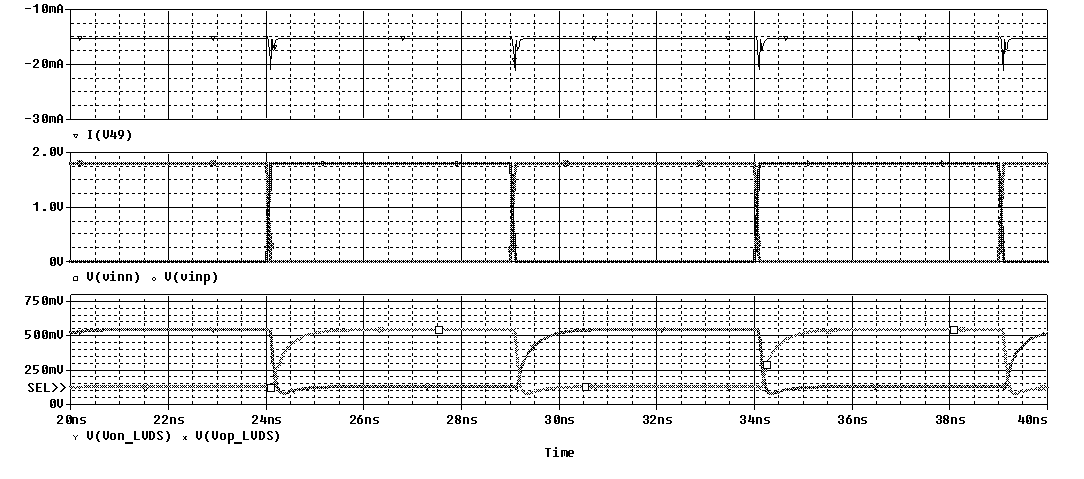 -10mA
-20mA
-30mA
I(V49)
2.0V
1.0V
0V
V(vinn) V(vinp)
750mV
500mV
250mV
SEL>>
0V
20ns 22ns 24ns 26ns 28ns 30ns 32ns 34ns 36ns 38ns 40ns
V(Von_LVDS) V(Vop_LVDS)
Time